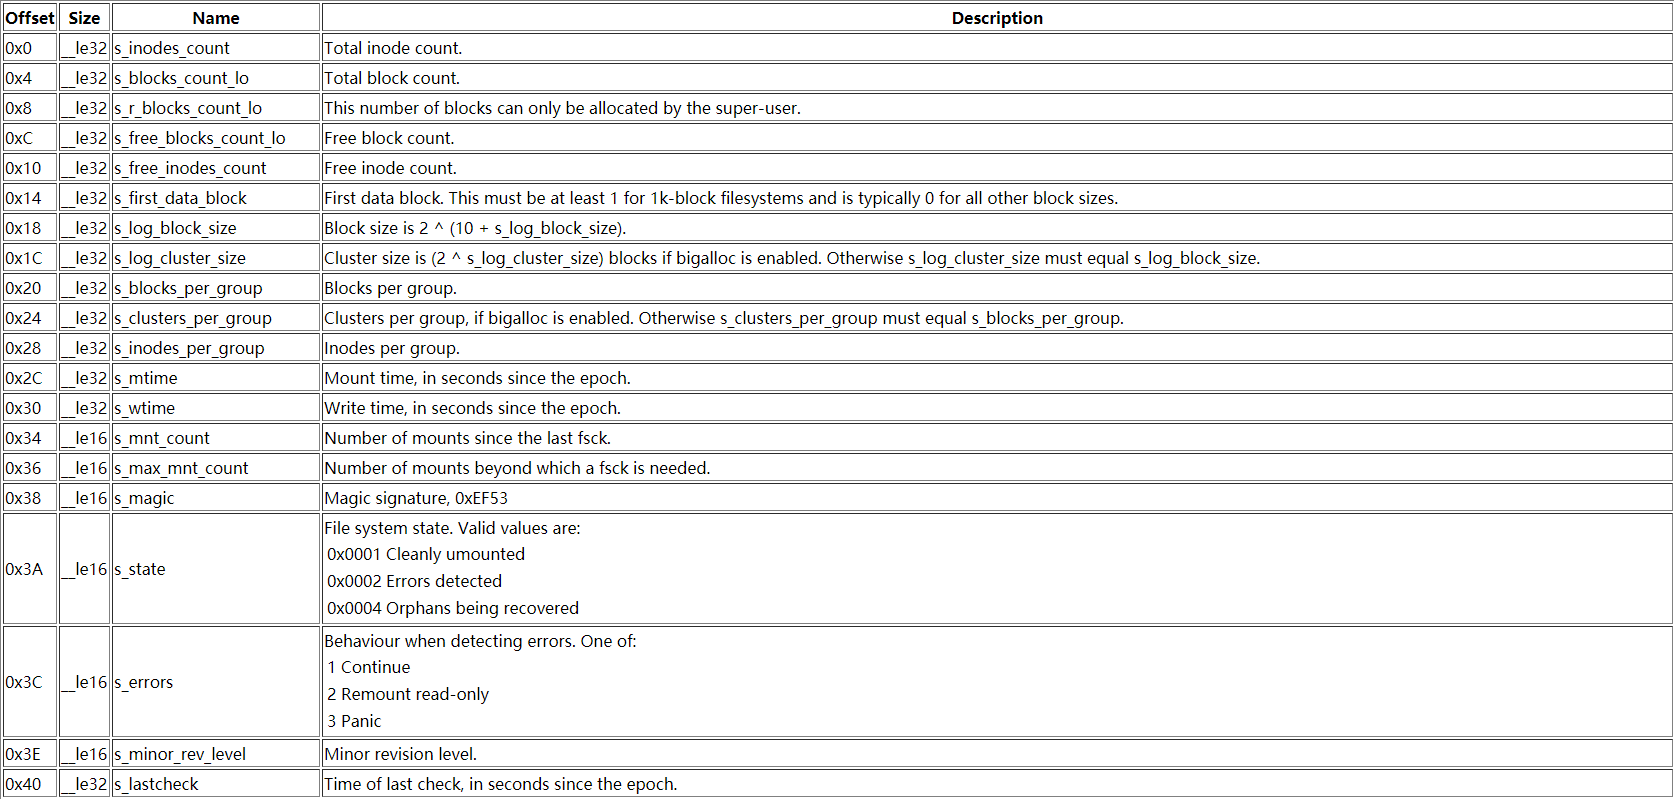 Offset Size Name Description
0x0 __le32 s_inodes_count Total inode count.
0x4 __le32 s_blocks_count_lo Total block count.
0x8 __le32 s_r_blocks_count_lo This number of blocks can only be allocated by the super-user.
0xC __le32 s_free_blocks_count_lo Free block count.
0x10 __le32 s_free_inodes_count Free inode count.
0x14 __le32 s_first_data_block First data block. This must be at least 1 for 1k-block filesystems and is typically 0 for all other block sizes.
0x18 __le32 s_log_block_size Block size is 2 ^ (10 + s_log_block_size).
0x1C __le32 s_log_cluster_size Cluster size is (2 ^ s_log_cluster_size) blocks if bigalloc is enabled. Otherwise s_log_cluster_size must equal s_log_block_size.
0x20 __le32 s_blocks_per_group Blocks per group.
0x24 __le32 s_clusters_per_group Clusters per group, if bigalloc is enabled. Otherwise s_clusters_per_group must equal s_blocks_per_group.
0x28 __le32 s_inodes_per_group Inodes per group.
0x2C __le32 s_mtime Mount time, in seconds since the epoch.
0x30 __le32 s_wtime Write time, in seconds since the epoch.
0x34 __le16 s_mnt_count Number of mounts since the last fsck.
0x36 __le16 s_max_mnt_count Number of mounts beyond which a fsck is needed.
0x38 __le16 s_magic Magic signature, 0xEF53
0x3A __le16 s_state File system state. Valid values are:
0x0001 Cleanly umounted
0x0002 Errors detected
0x0004 Orphans being recovered
0x3C __le16 s_errors Behaviour when detecting errors. One of:
1 Continue
2 Remount read-only
3 Panic
0x3E __le16 s_minor_rev_level Minor revision level.
0x40 __le32 s_lastcheck Time of last check, in seconds since the epoch.